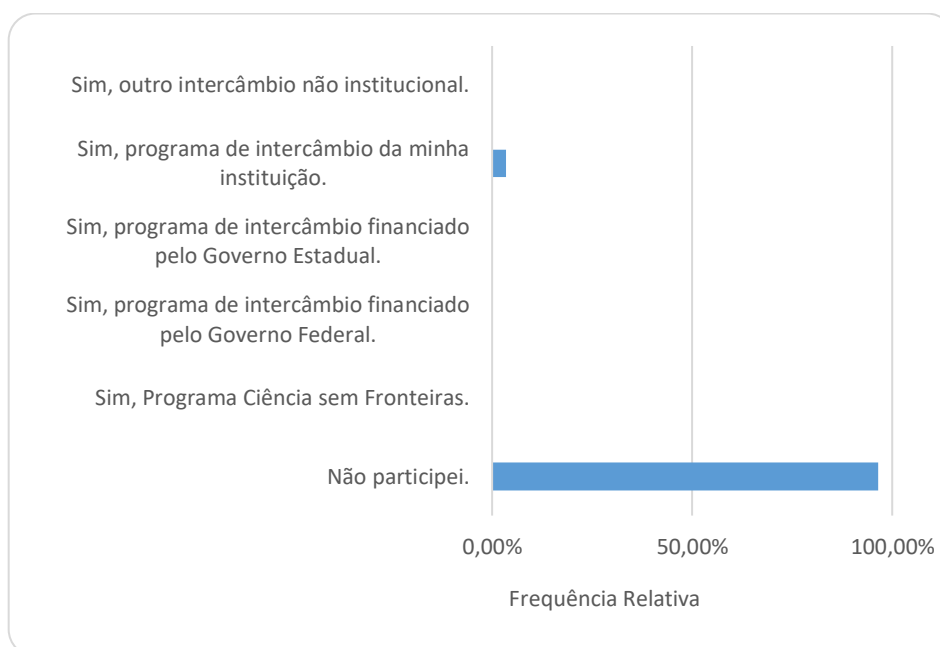 Sim, outro intercâmbio não institucional.
Sim, programa de intercâmbio da minha
instituição.
Sim, programa de intercâmbio financiado
pelo Governo Estadual.
Sim, programa de intercâmbio financiado
pelo Governo Federal.
Sim, Programa Ciência sem Fronteiras.
Não participei.
0,00% 50,00% 100,00%
Frequência Relativa